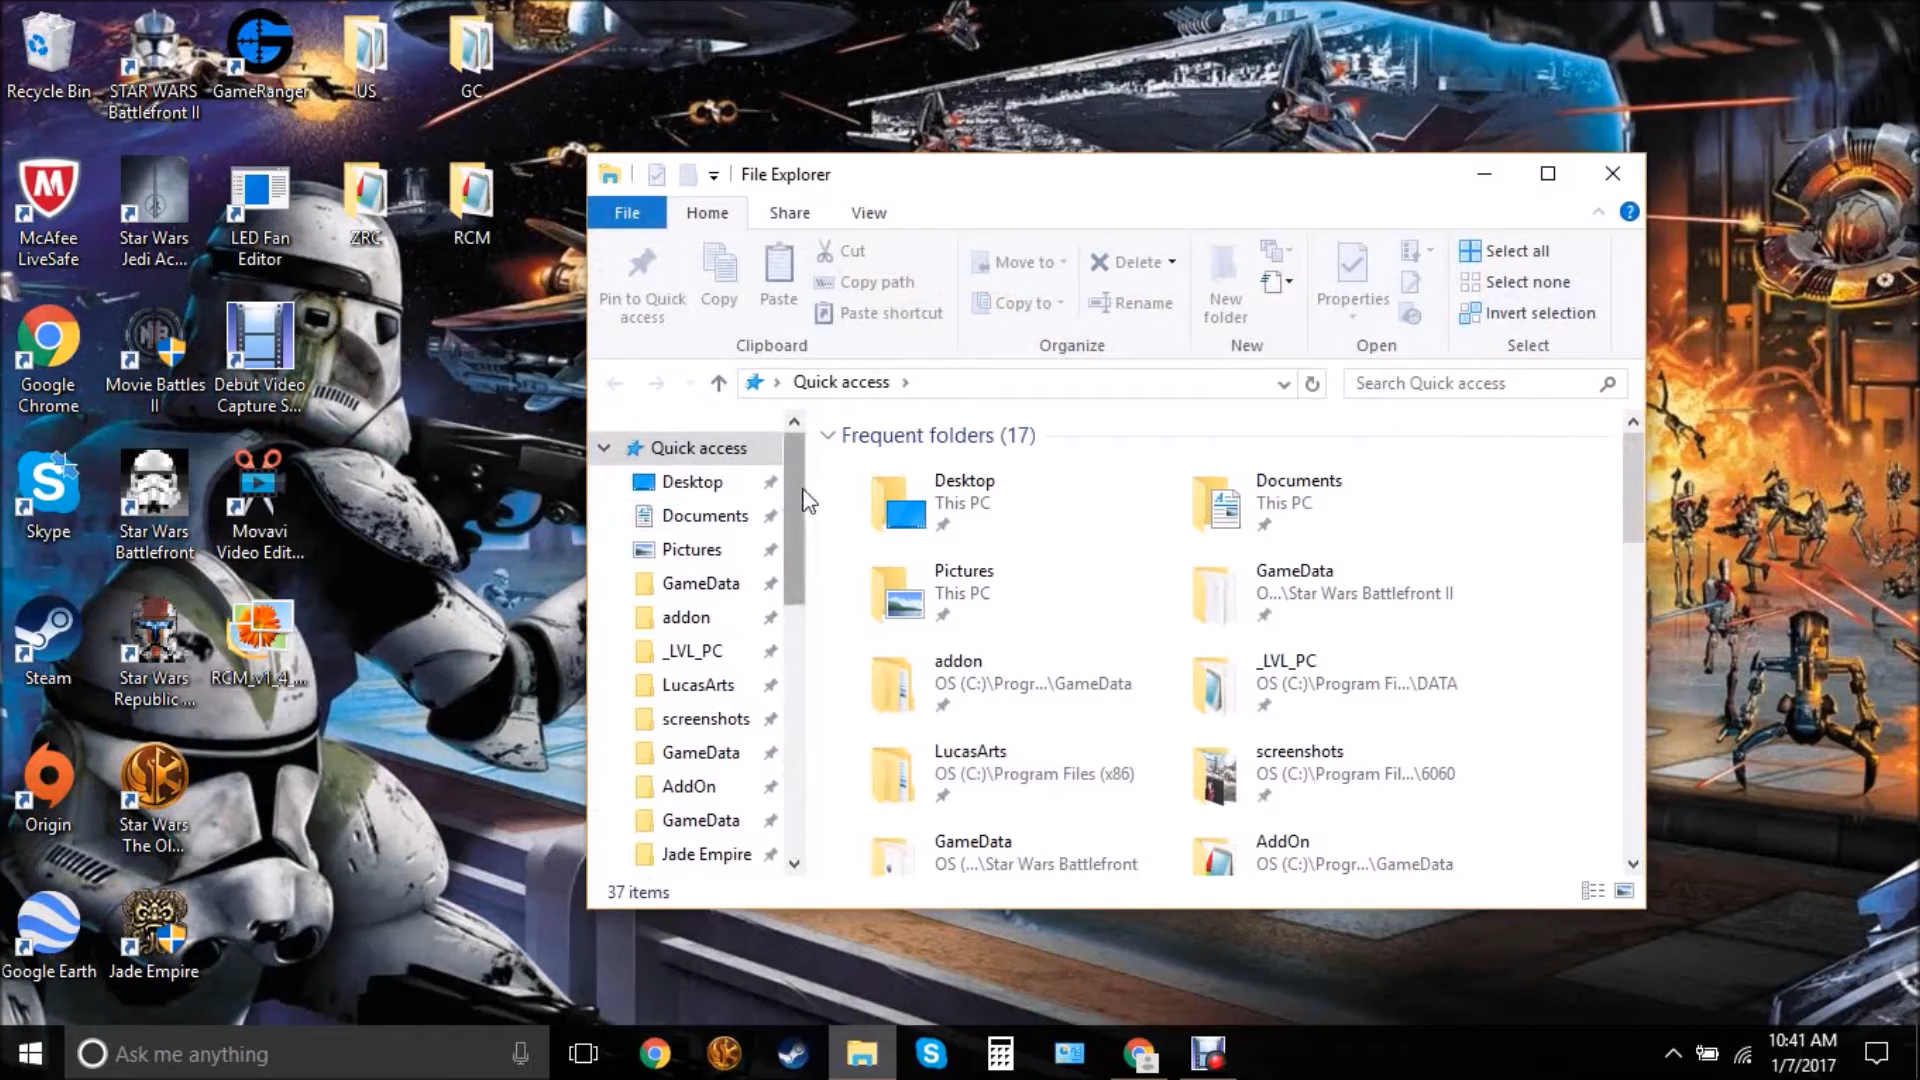 Recycle Bin
STAR WARS
Battlefront II
GameRanger
US
GC
McAfee
LiveSafe
Star Wars
Jedi Ac...
LED Fan
Editor
ZRC
RCM
Google
Chrome
Movie Battles
II
Debut Video
Capture S...
Skype
Star Wars
Battlefront
Movavi
Video Edit...
Steam
Star Wars
Republic ...
RCM_v1_4_...
Origin
Star Wars
The Ol...
Google Earth
Jade Empire
File Explorer
File
Home
Share
View
Pin to Quick
access
Copy
Paste
Cut
Copy path
Paste shortcut
Clipboard
Move to
Copy to
Delete
Rename
Organize
New
folder
New
Properties
Open
Select all
Select none
Invert selection
Select
Quick access
Search Quick access
Quick access
Desktop
Documents
Pictures
GameData
addon
_LVL_PC
LucasArts
screenshots
GameData
AddOn
GameData
Jade Empire
Frequent folders (17)
Desktop
This PC
Documents
This PC
Pictures
This PC
GameData
O...\Star Wars Battlefront II
addon
OS (C:)\Progr...\GameData
_LVL_PC
OS (C:)\Program Fi...\DATA
LucasArts
OS (C:)\Program Files (x86)
screenshots
OS (C:)\Program Fil...\6060
GameData
OS (...\Star Wars Battlefront
AddOn
OS (C:)\Progr...\GameData
37 items
Ask me anything
10:41 AM
1/7/2017